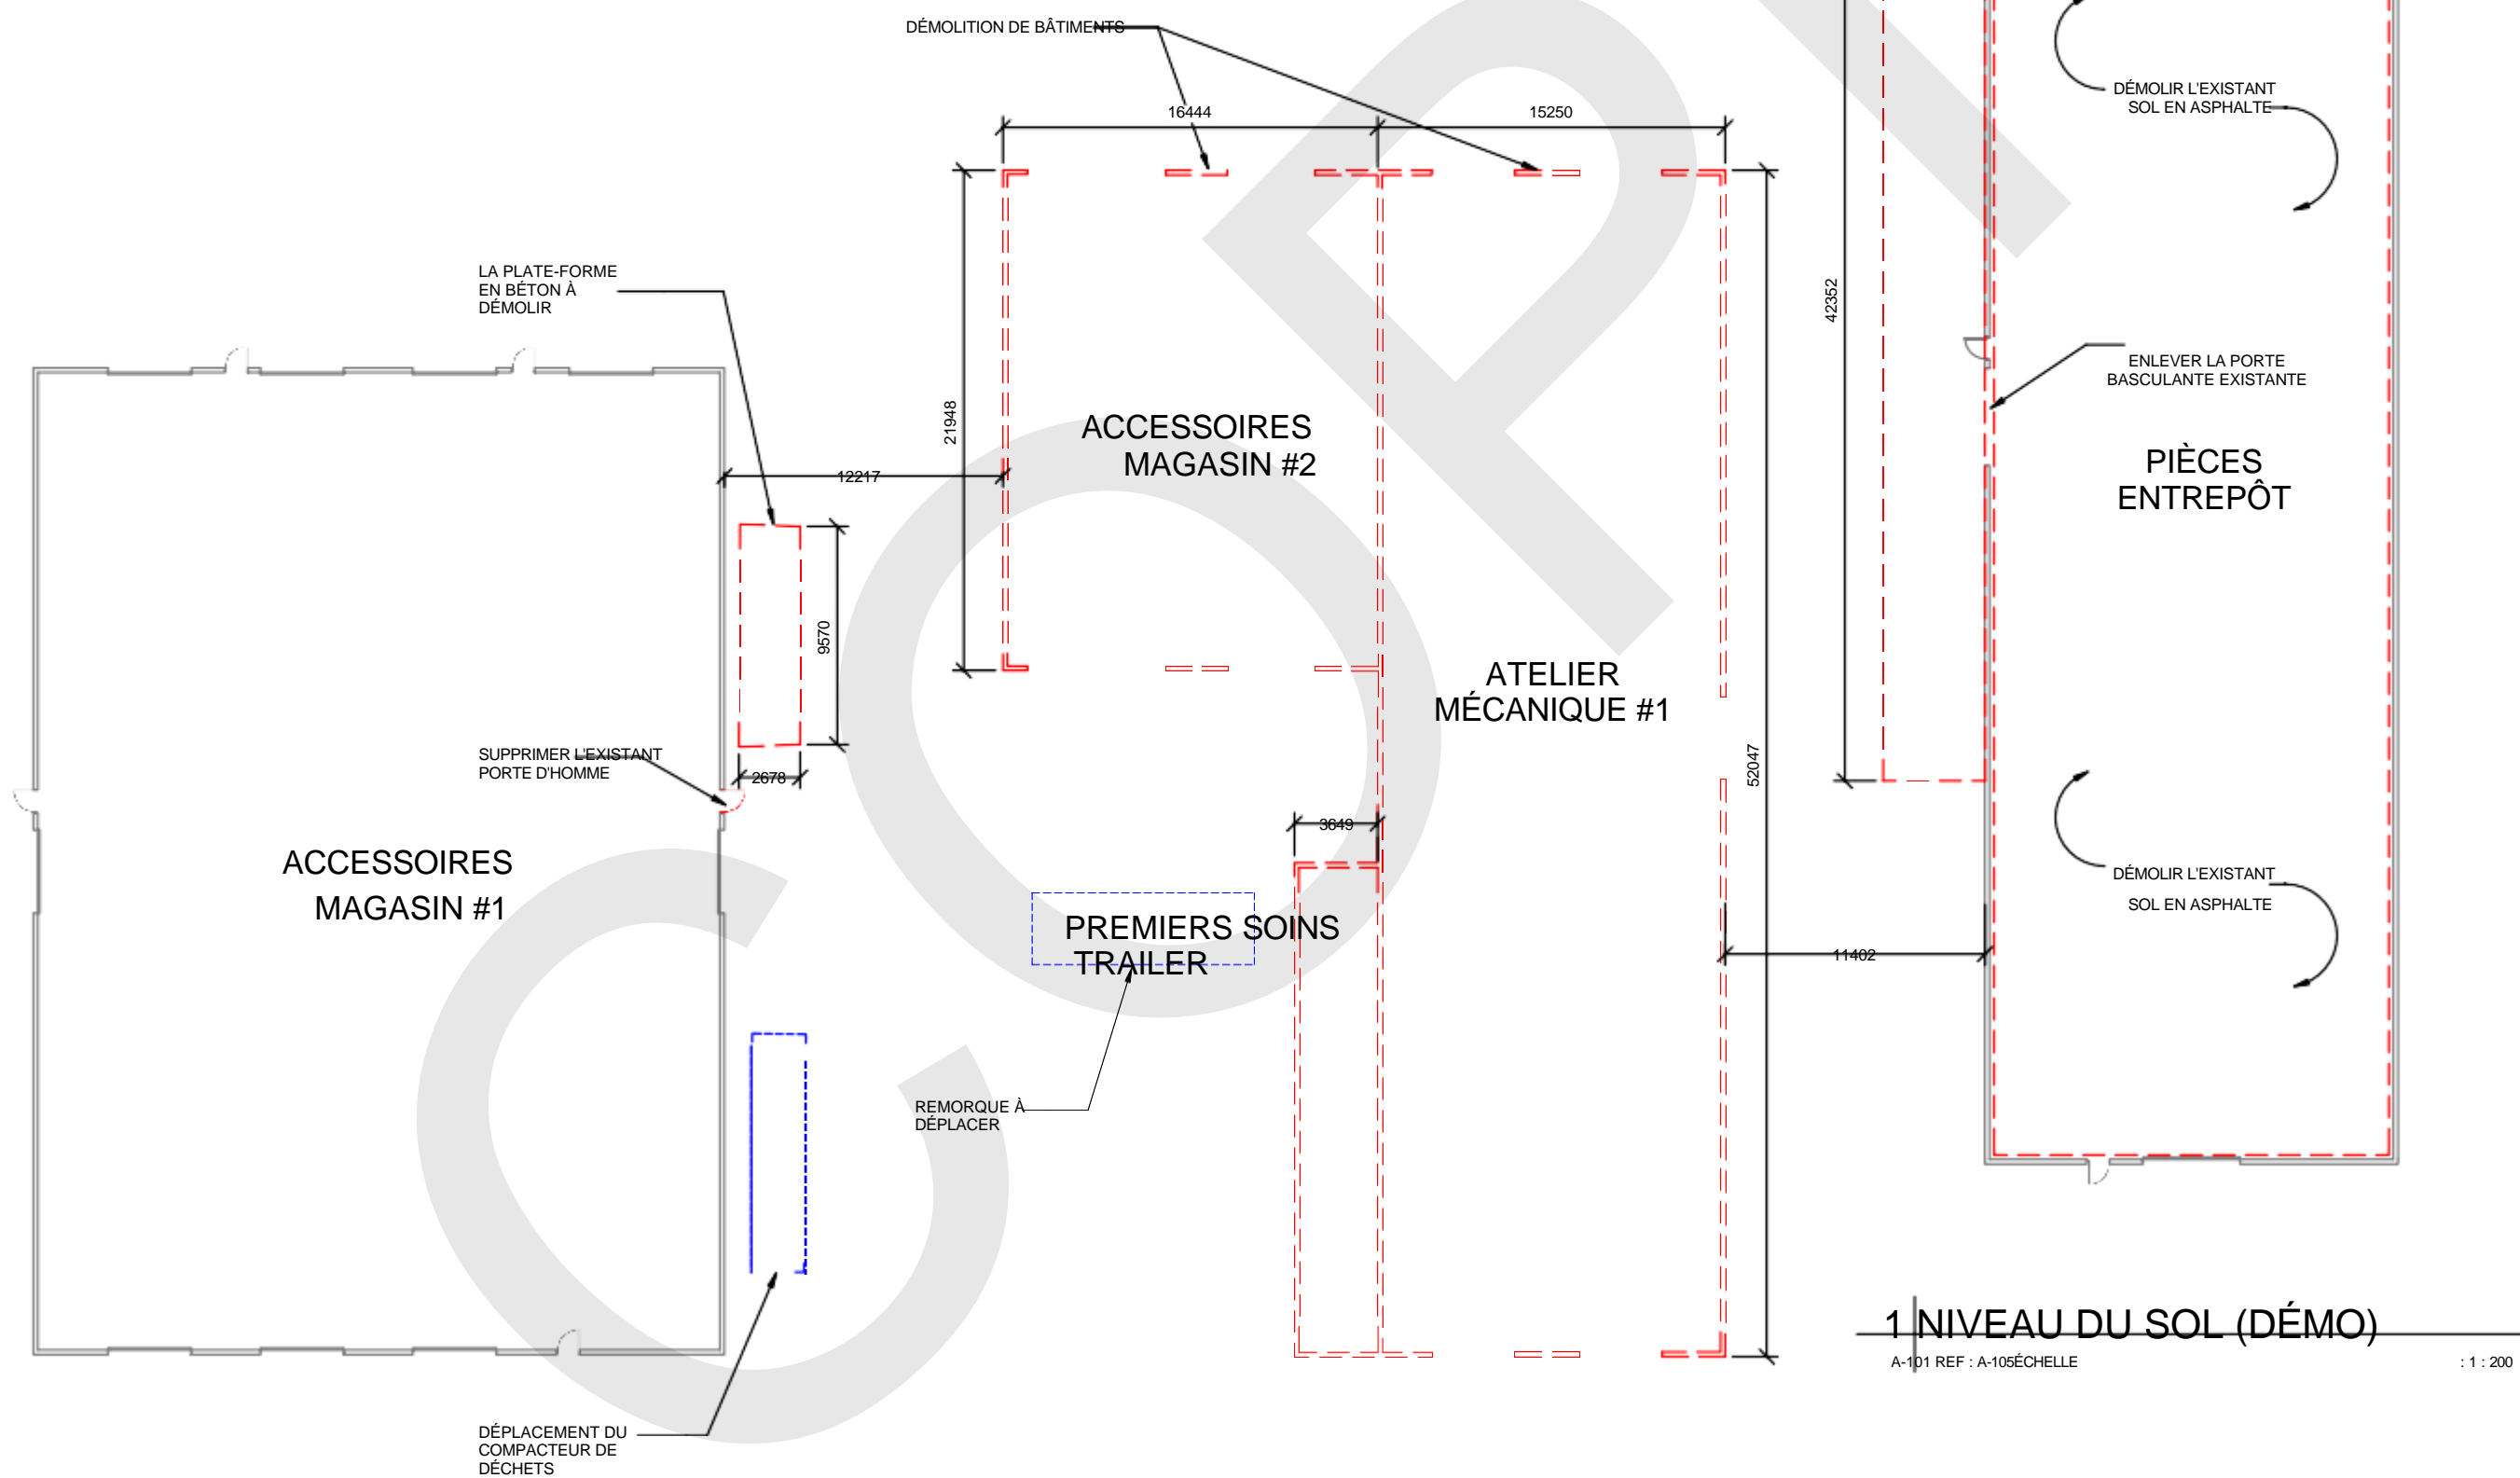 DÉMOLITION DE BÂTIMENTS
16444
15250
DÉMOLIR L'EXISTANT
SOL EN ASPHALTE
LA PLATE-FORME
EN BÉTON À
DÉMOLIR
42352
ENLEVER LA PORTE
BASCULANTE EXISTANTE
21948
ACCESSOIRES
MAGASIN #2
12217
PIÈCES
ENTREPÔT
9570
ATELIER
MÉCANIQUE #1
SUPPRIMER L'EXISTANT
PORTE D'HOMME
2678
52047
3649
ACCESSOIRES
MAGASIN #1
DÉMOLIR L'EXISTANT
SOL EN ASPHALTE
PREMIERS SOINS
TRAILER
11402
REMORQUE À
DÉPLACER
1 NIVEAU DU SOL (DÉMO)
A-101 REF : A-105ÉCHELLE : 1 : 200
DÉPLACEMENT DU
COMPACTEUR DE
DÉCHETS
COPY